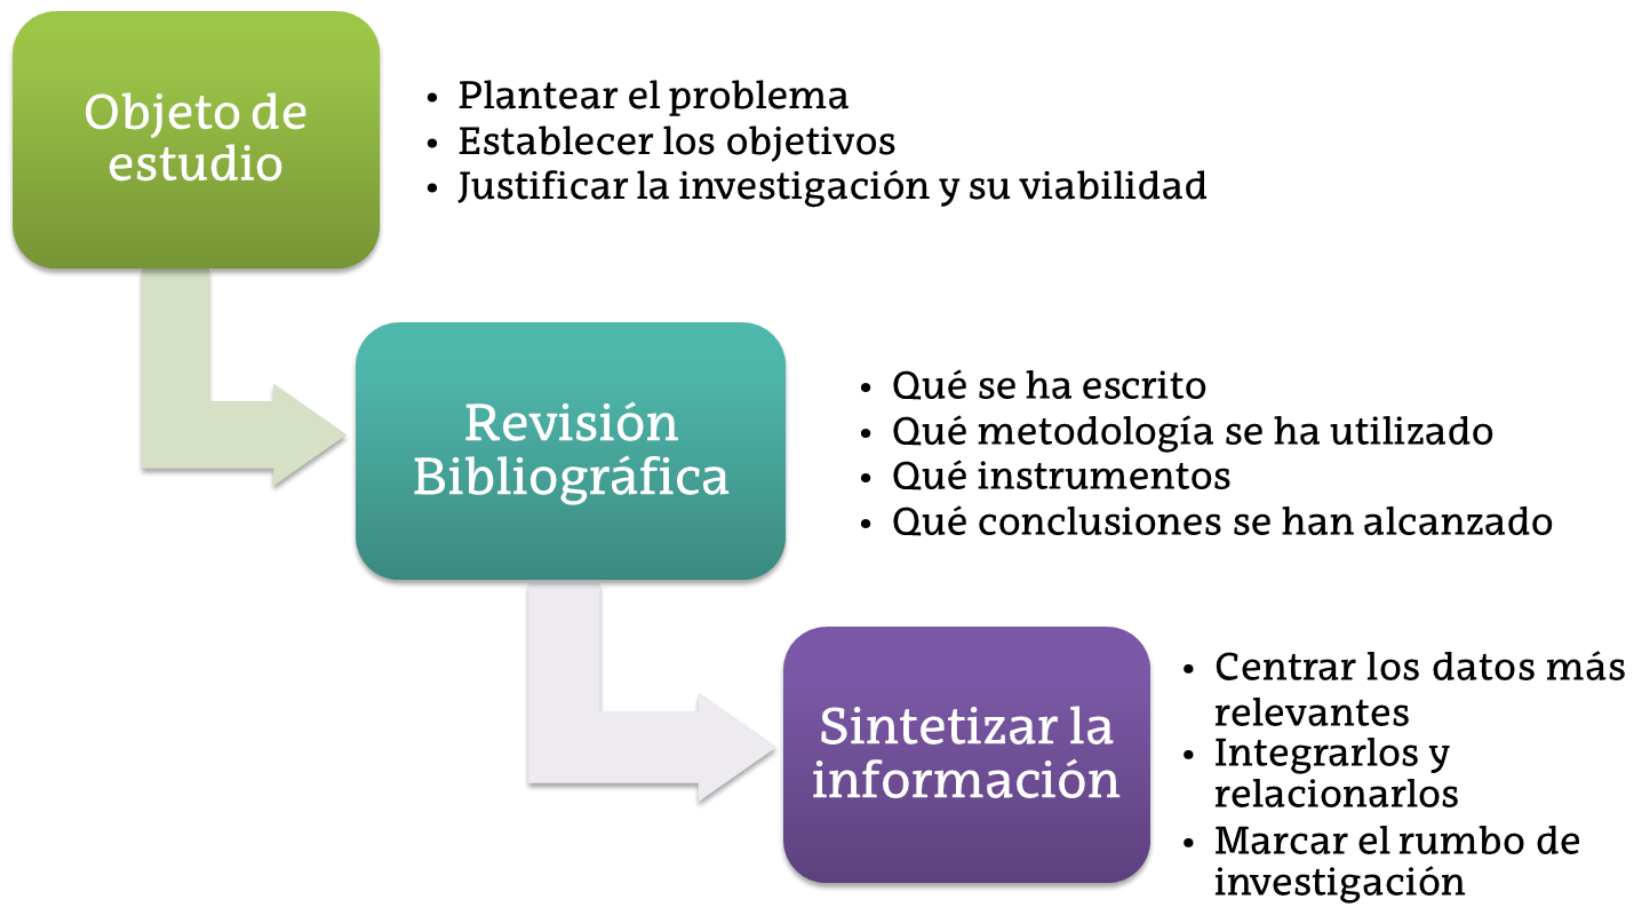 Objeto de
estudio
• Plantear el problema
• Establecer los objetivos
• Justificar la investigación y su viabilidad
Revisión
Bibliográfica
• Qué se ha escrito
• Qué metodología se ha utilizado
• Qué instrumentos
• Qué conclusiones se han alcanzado
Sintetizar la
información
• Centrar los datos más
relevantes
• Integrarlos y
relacionarlos
• Marcar el rumbo de
investigación